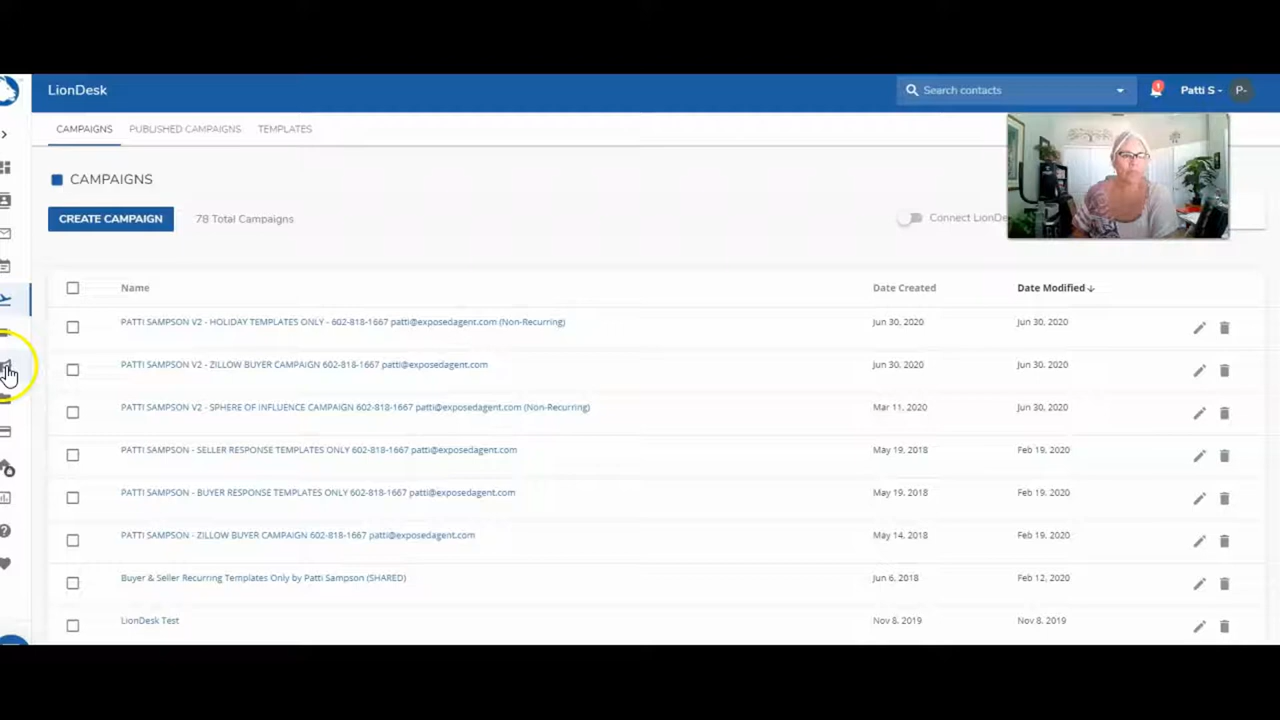 LionDesk
Search contacts
1
Patti S
P-
CAMPAIGNS
PUBLISHED CAMPAIGNS
TEMPLATES
CAMPAIGNS
CREATE CAMPAIGN
78 Total Campaigns
Connect LionDe
Name Date Created Date Modified
PATTI SAMPSON V2 - HOLIDAY TEMPLATES ONLY - 602-818-1667 patti@exposedagent.com (Non-Recurring) Jun 30, 2020 Jun 30, 2020
PATTI SAMPSON V2 - ZILLOW BUYER CAMPAIGN 602-818-1667 patti@exposedagent.com Jun 30, 2020 Jun 30, 2020
PATTI SAMPSON V2 - SPHERE OF INFLUENCE CAMPAIGN 602-818-1667 patti@exposedagent.com (Non-Recurring) Mar 11, 2020 Jun 30, 2020
PATTI SAMPSON - SELLER RESPONSE TEMPLATES ONLY 602-818-1667 patti@exposedagent.com May 19, 2018 Feb 19, 2020
PATTI SAMPSON - BUYER RESPONSE TEMPLATES ONLY 602-818-1667 patti@exposedagent.com May 19, 2018 Feb 19, 2020
PATTI SAMPSON - ZILLOW BUYER CAMPAIGN 602-818-1667 patti@exposedagent.com May 14, 2018 Feb 19, 2020
Buyer & Seller Recurring Templates Only by Patti Sampson (SHARED) Jun 6, 2018 Feb 12, 2020
LionDesk Test Nov 8, 2019 Nov 8, 2019